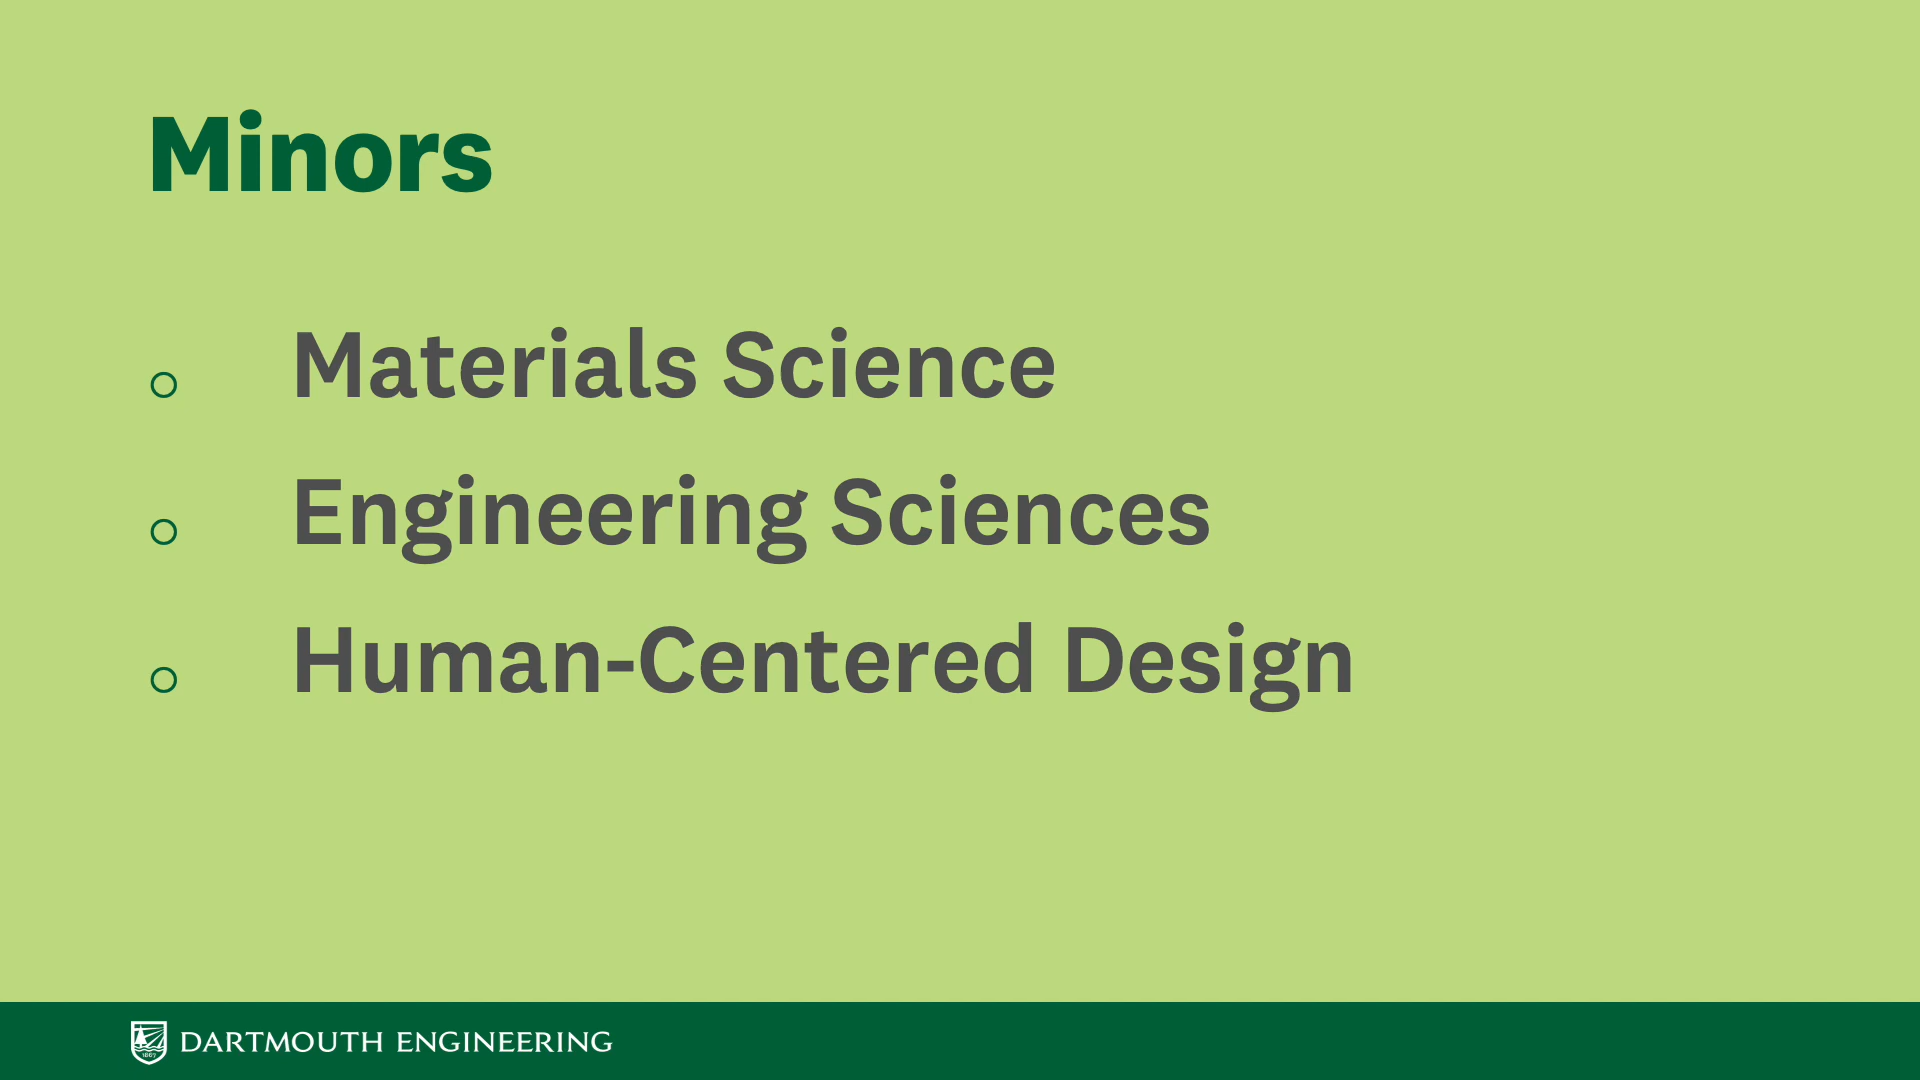 Minors
Materials Science
Engineering Sciences
Human-Centered Design
DARTMOUTH ENGINEERING